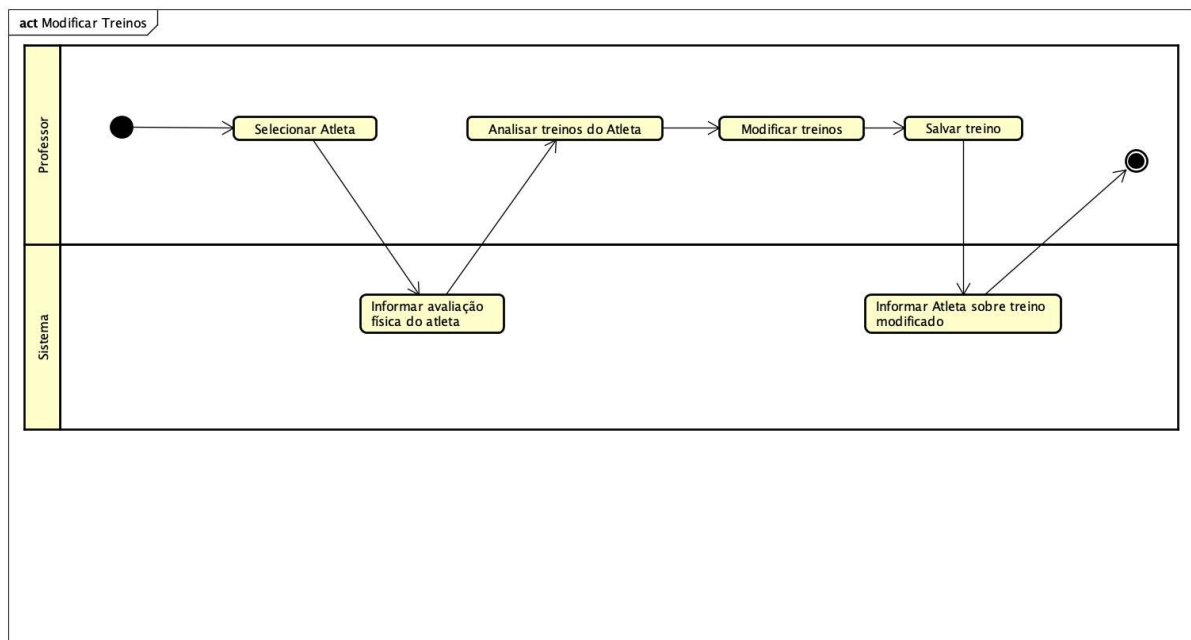 act Modificar Treinos
Professor
Selecionar Atleta
Analisar treinos do Atleta
Modificar treinos
Salvar treino
Sistema
Informar avaliação
física do atleta
Informar Atleta sobre treino
modificado